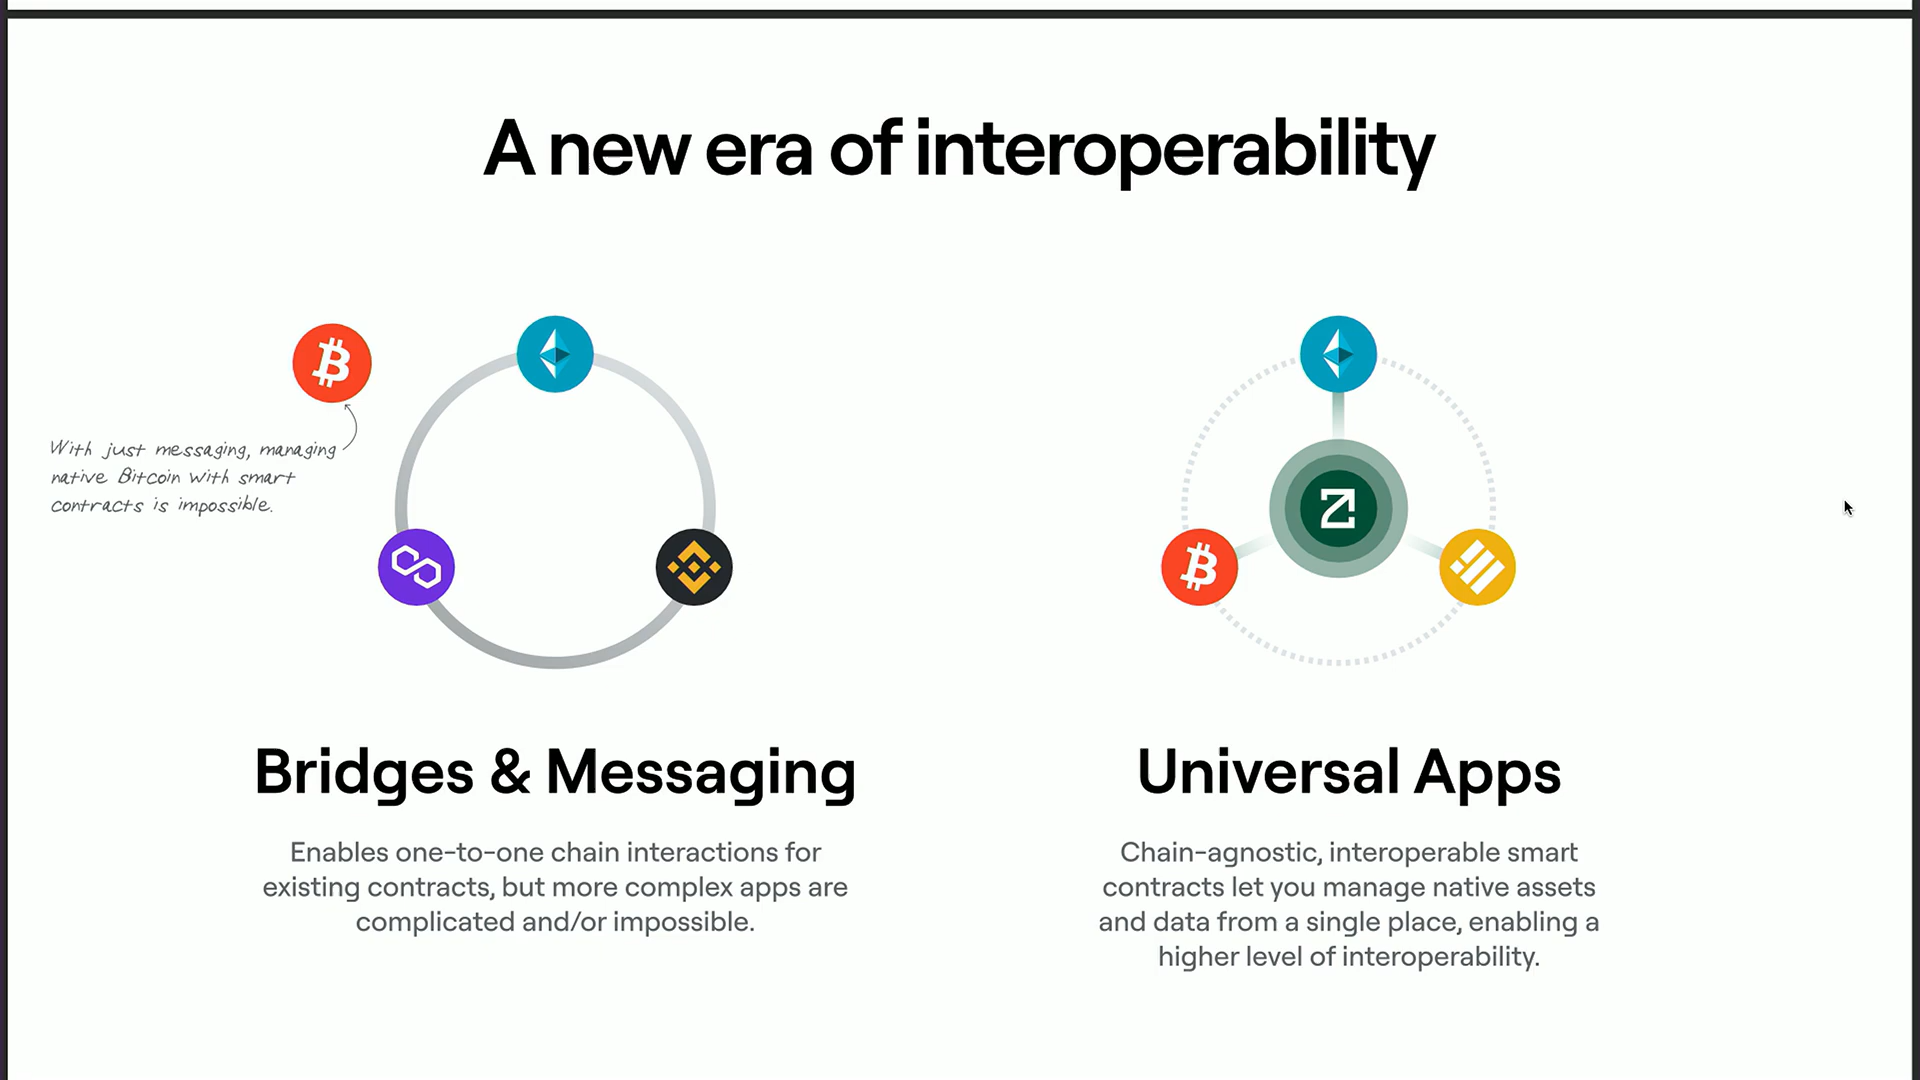 A new era of interoperability
With just messaging, managing
native Bitcoin with smart
contracts is impossible.
Bridges & Messaging
Enables one-to-one chain interactions for
existing contracts, but more complex apps are
complicated and/or impossible.
Universal Apps
Chain-agnostic, interoperable smart
contracts let you manage native assets
and data from a single place, enabling a
higher level of interoperability.